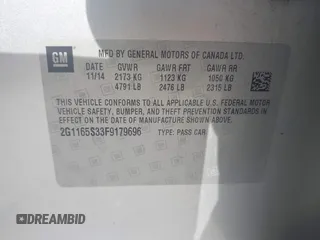 GM
MFD BY GENERAL MOTORS OF CANADA LTD.
DATE GVWR GAWR FRT GAWR RR
11/14 2173 KG 1123 KG 1050 KG
4791 LB 2476 LB 2315 LB
THIS VEHICLE CONFORMS TO ALL APPLICABLE U.S. FEDERAL MOTOR
VEHICLE SAFETY, BUMPER, AND THEFT PREVENTION STANDARDS
IN EFFECT ON THE DATE OF MANUFACTURE SHOWN ABOVE.
2G1165S33F9179696 TYPE: PASS CAR
DREAMBID